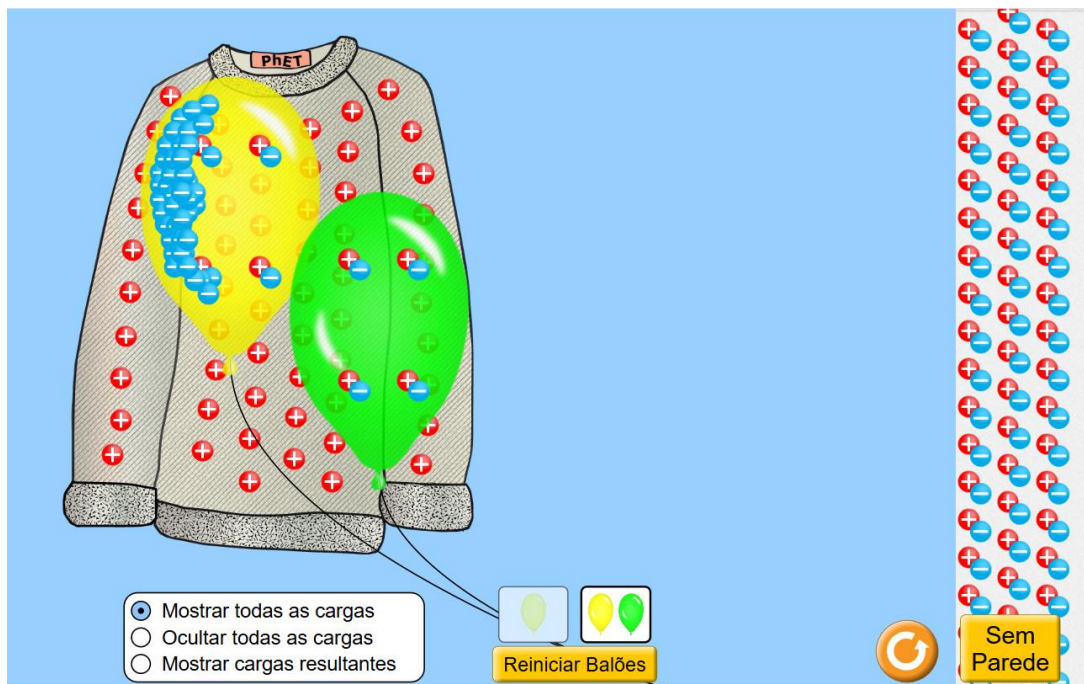 PhET
Mostrar todas as cargas
Ocultar todas as cargas
Mostrar cargas resultantes
Reiniciar Balões
Sem
Parede